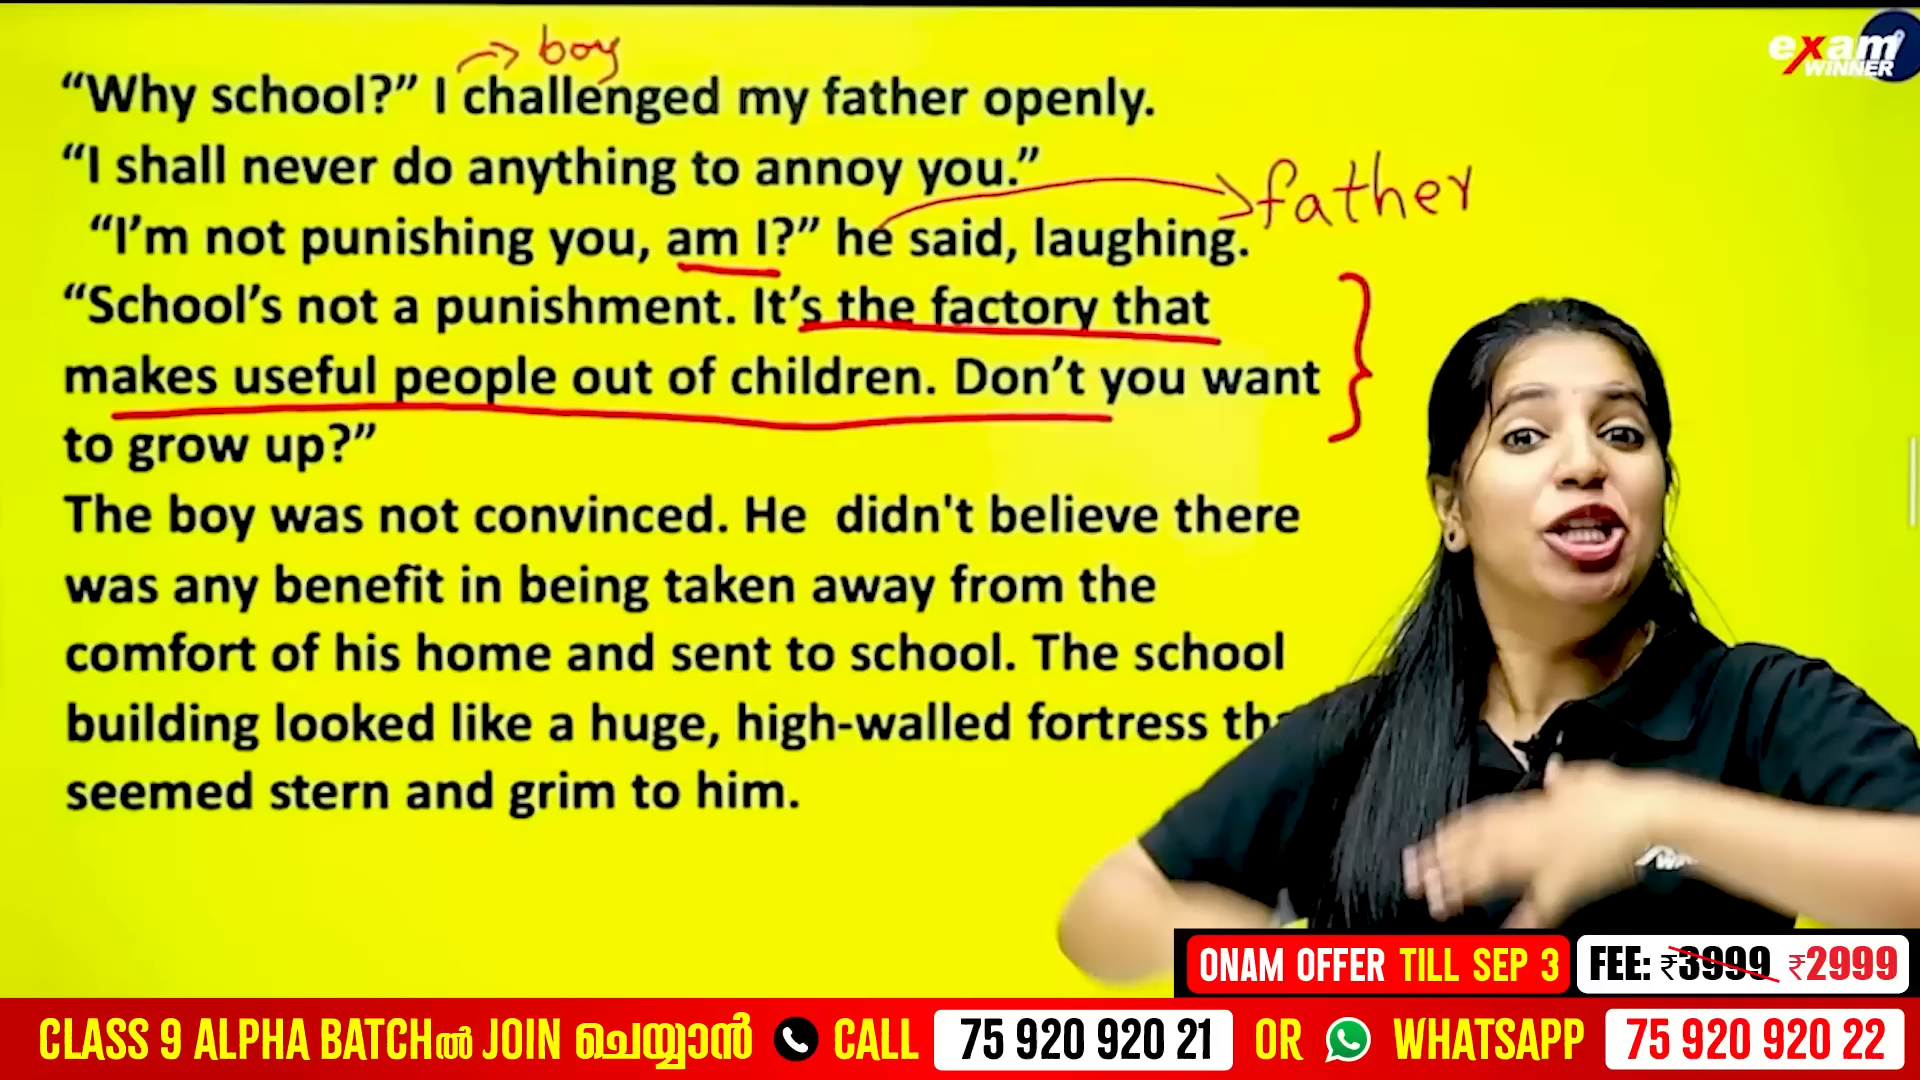 boy
exam
WINNER
“Why school?” I challenged my father openly.
“I shall never do anything to annoy you.”
father
“I’m not punishing you, am I?” he said, laughing.
“School’s not a punishment. It’s the factory that
makes useful people out of children. Don’t you want
to grow up?”
The boy was not convinced. He didn't believe there
was any benefit in being taken away from the
comfort of his home and sent to school. The school
building looked like a huge, high-walled fortress
seemed stern and grim to him.
ONAM OFFER TILL SEP 3 FEE: ₹3999 ₹2999
CLASS 9 ALPHA BATCHൽ JOIN ചെയ്യാൻ CALL 75 920 920 21 OR WHATSAPP 75 920 920 22